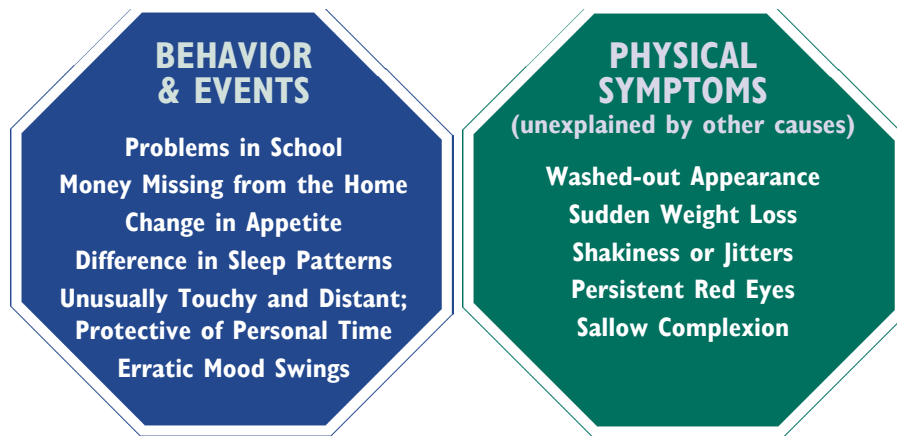 BEHAVIOR
& EVENTS
Problems in School
Money Missing from the Home
Change in Appetite
Difference in Sleep Patterns
Unusually Touchy and Distant;
Protective of Personal Time
Erratic Mood Swings
PHYSICAL
SYMPTOMS
(unexplained by other causes)
Washed-out Appearance
Sudden Weight Loss
Shakiness or Jitters
Persistent Red Eyes
Sallow Complexion